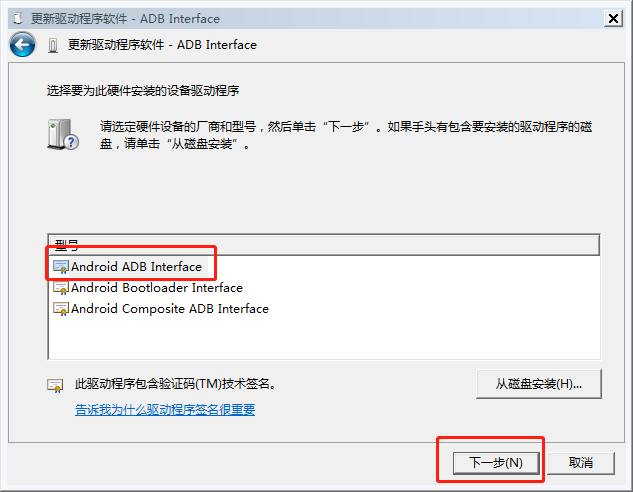 更新驱动程序软件 - ADB Interface
更新驱动程序软件 - ADB Interface
选择要为此硬件安装的设备驱动程序
请选定硬件设备的厂商和型号，然后单击“下一步”。如果手头有包含要安装的驱动程序的磁
盘，请单击“从磁盘安装”。
型号
Android ADB Interface
Android Bootloader Interface
Android Composite ADB Interface
此驱动程序包含验证码(TM)技术签名。
从磁盘安装(H)...
告诉我为什么驱动程序签名很重要
下一步(N)
取消